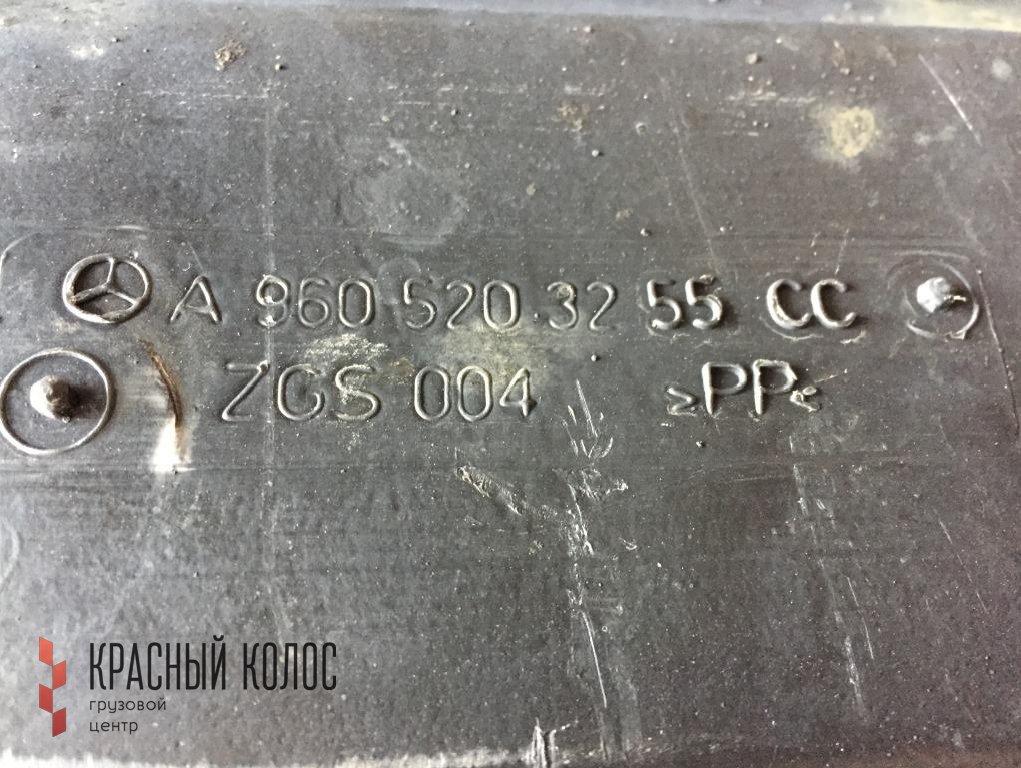 A 960 520 32 55 CC
ZGS 004 >PP<
КРАСНЫЙ КОЛОС
грузовой
центр